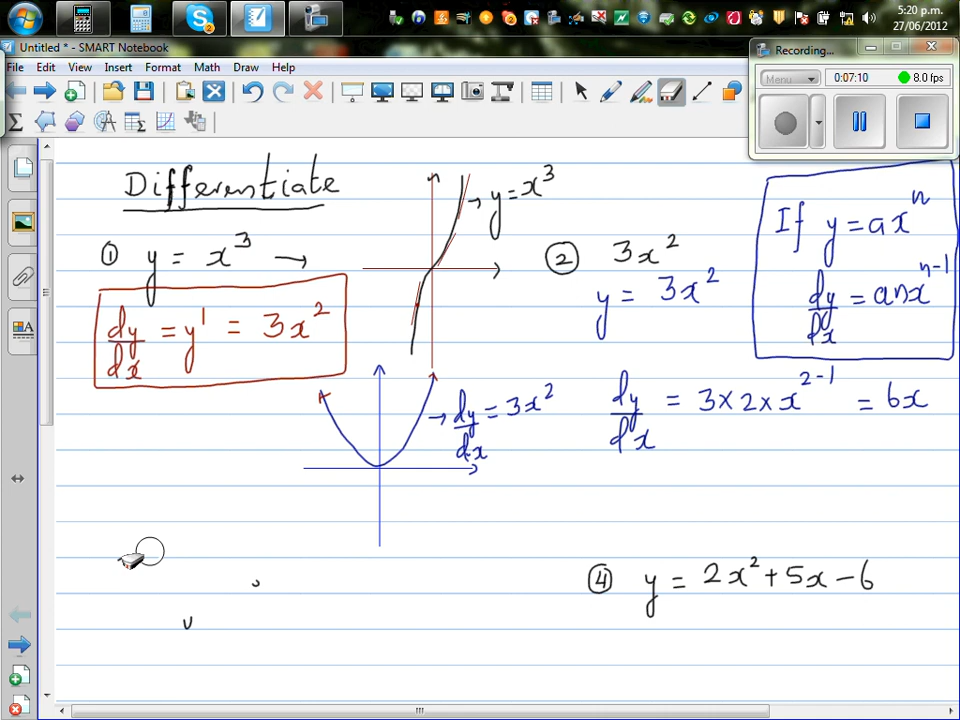 5:20 p.m.
27/06/2012
Untitled * - SMART Notebook
File Edit View Insert Format Math Draw Help
Recording...
Menu
0:07:10
8.0 fps
Differentiate
① y = x³ →
→ y = x³
dy/dx = y' = 3x²
→ dy/dx = 3x²
② 3x²
y = 3x²
dy/dx = 3×2×x²⁻¹ = 6x
If y = axⁿ
dy/dx = anxⁿ⁻¹
④ y = 2x² + 5x - 6